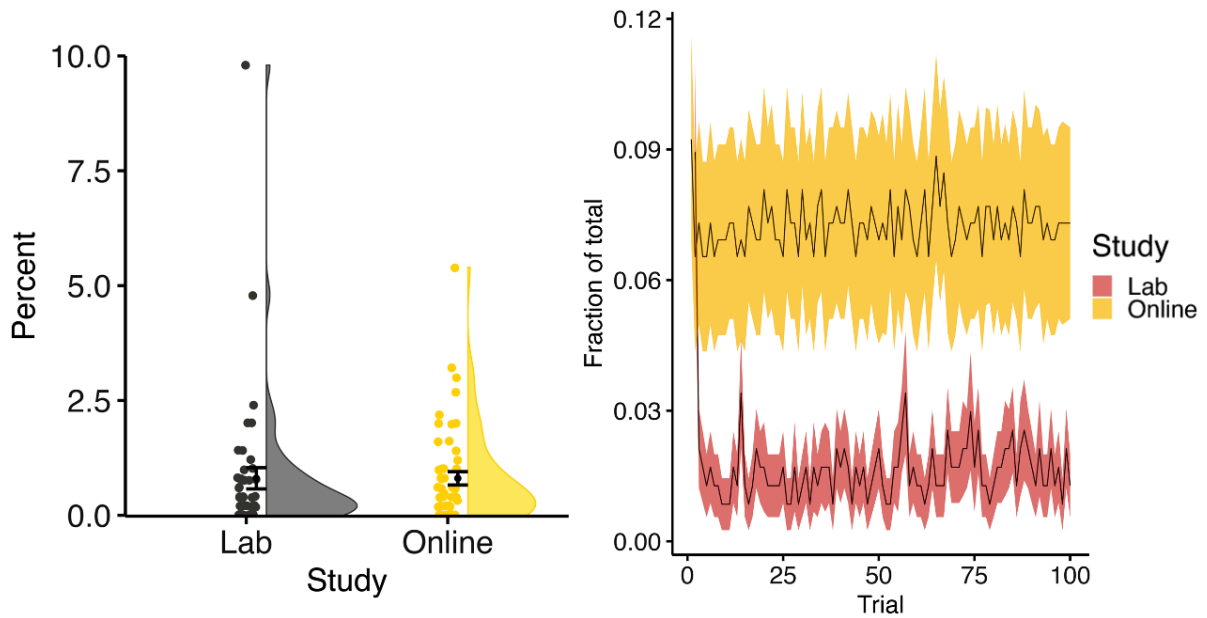 10.0
7.5
5.0
2.5
0.0
Percent
Lab
Online
Study
0.12
0.09
0.06
0.03
0.00
Fraction of total
0
25
50
75
100
Trial
Study
Lab
Online